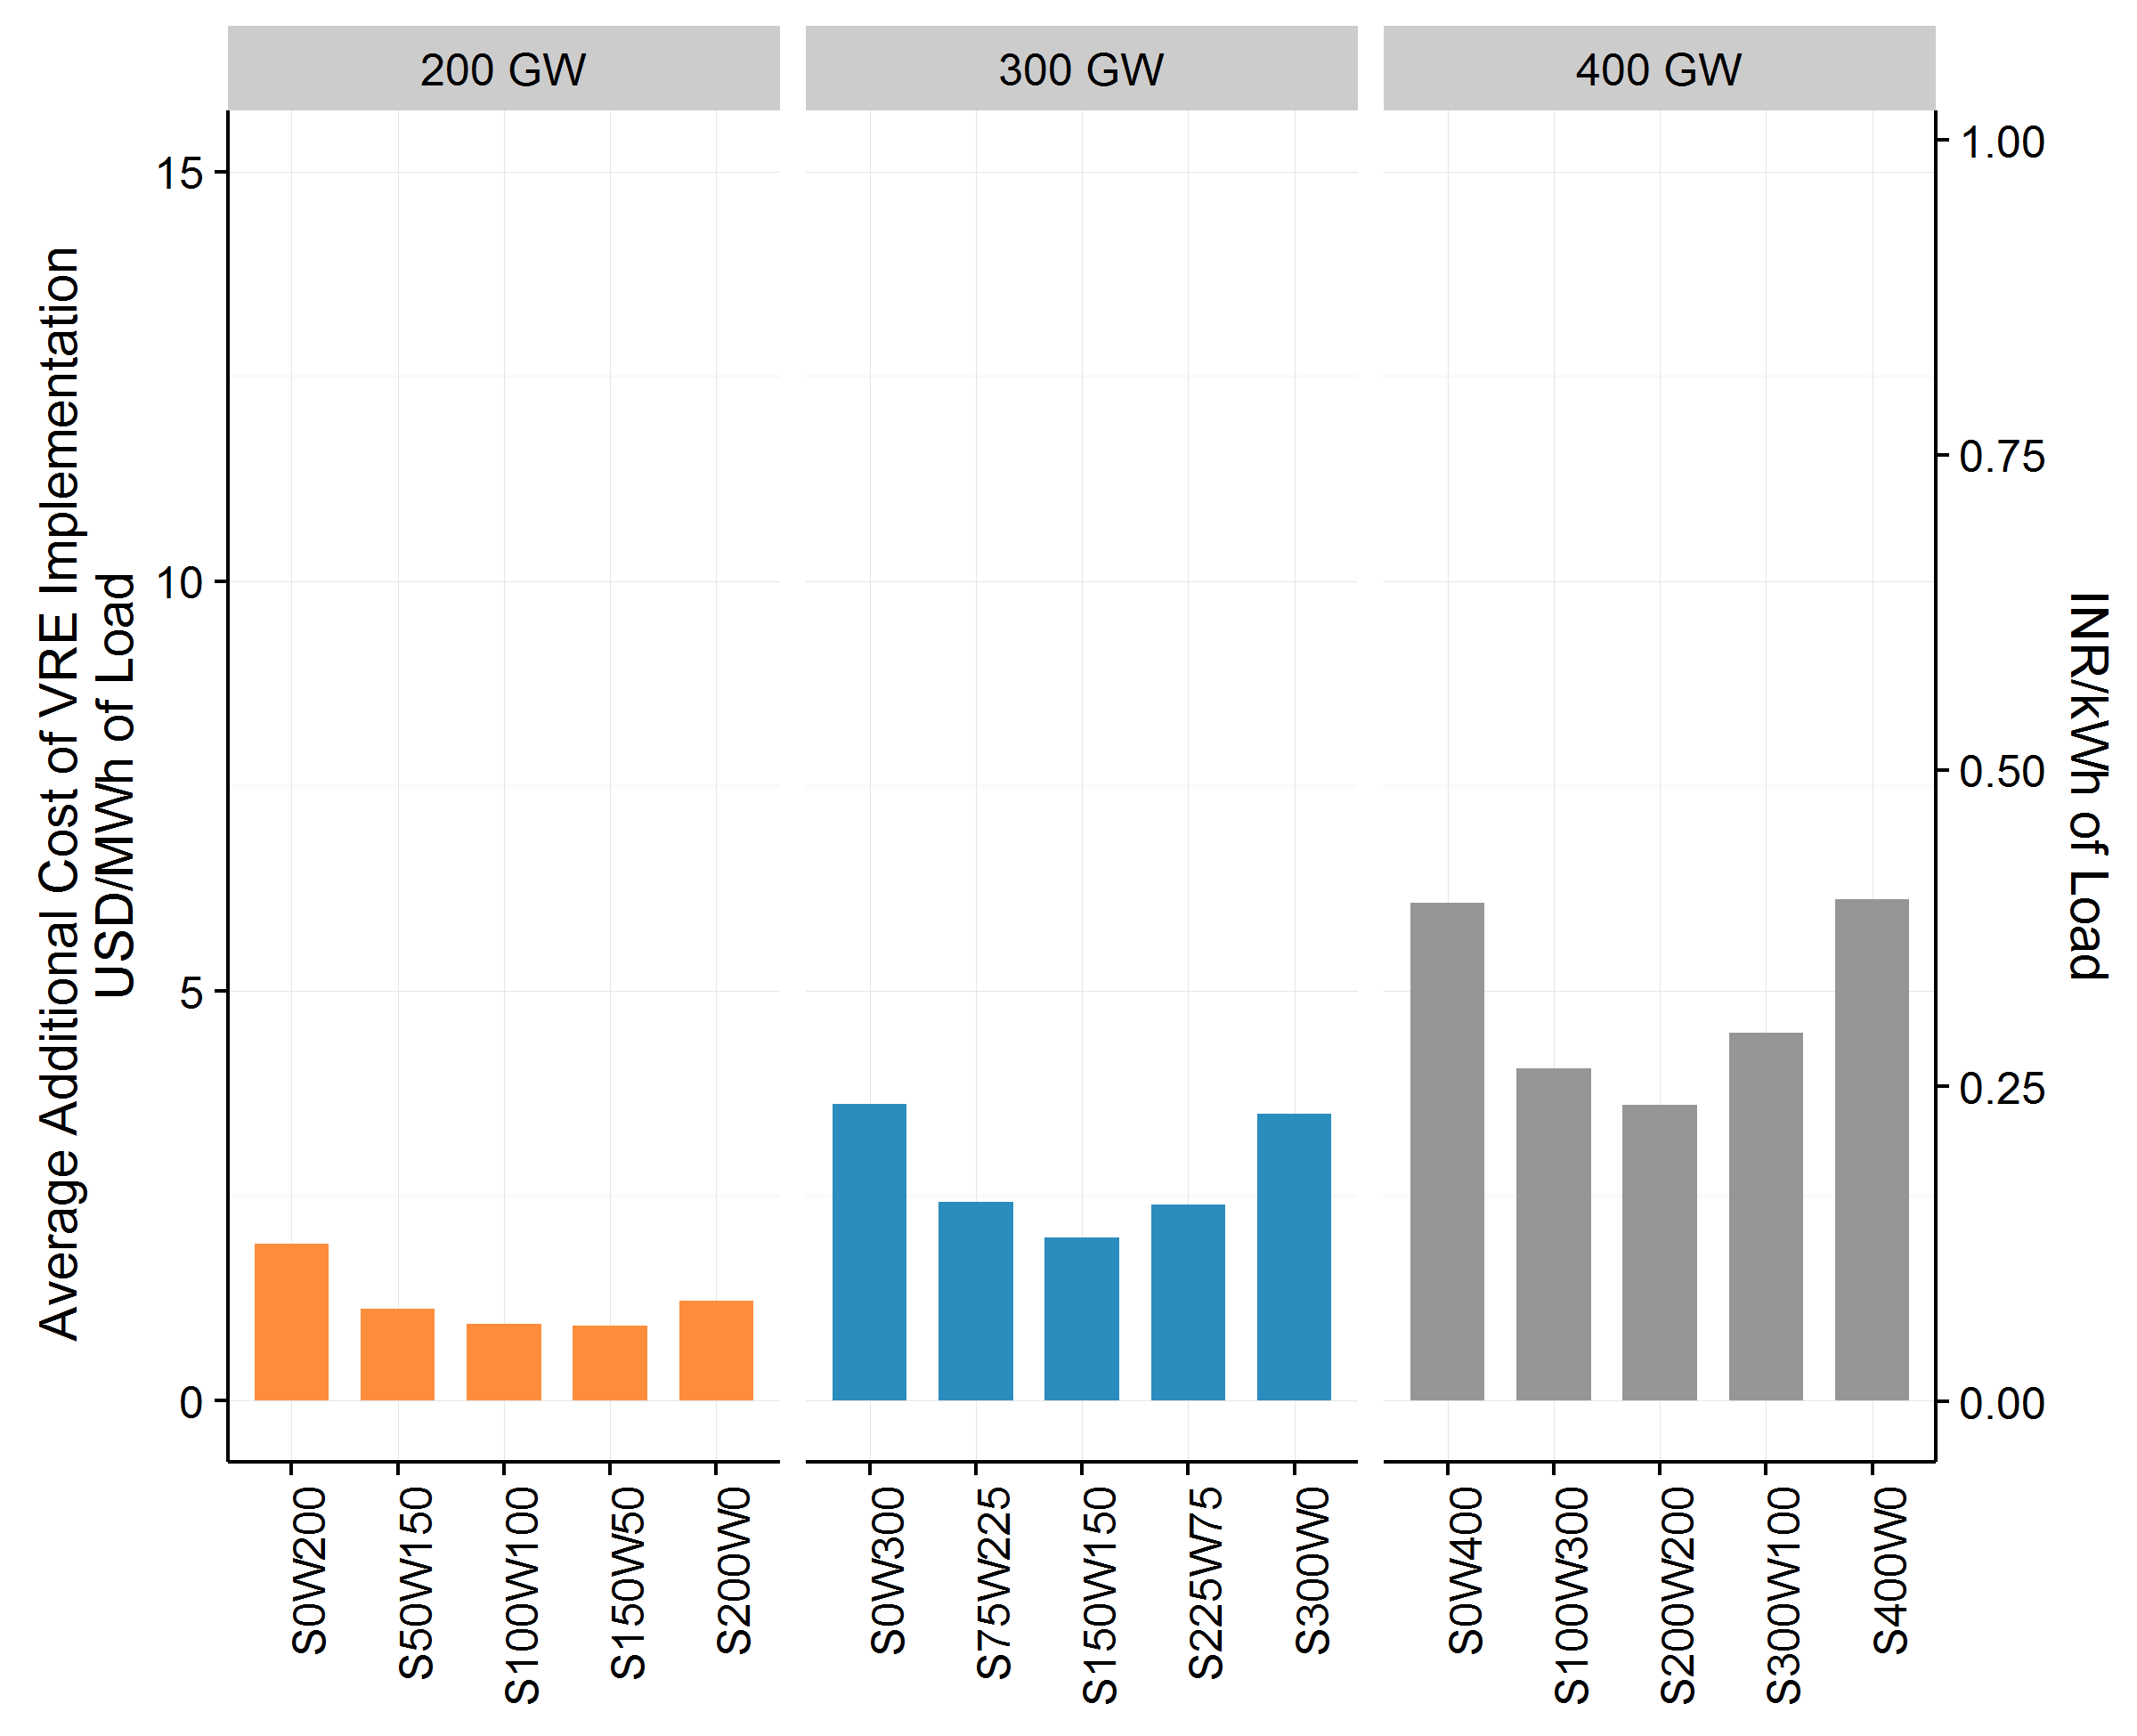 200 GW
300 GW
400 GW
Average Additional Cost of VRE Implementation
USD/MWh of Load
15
10
5
0
1.00
0.75
0.50
0.25
0.00
INR/kWh of Load
S0W200
S50W150
S100W100
S150W50
S200W0
S0W300
S75W225
S150W150
S225W75
S300W0
S0W400
S100W300
S200W200
S300W100
S400W0